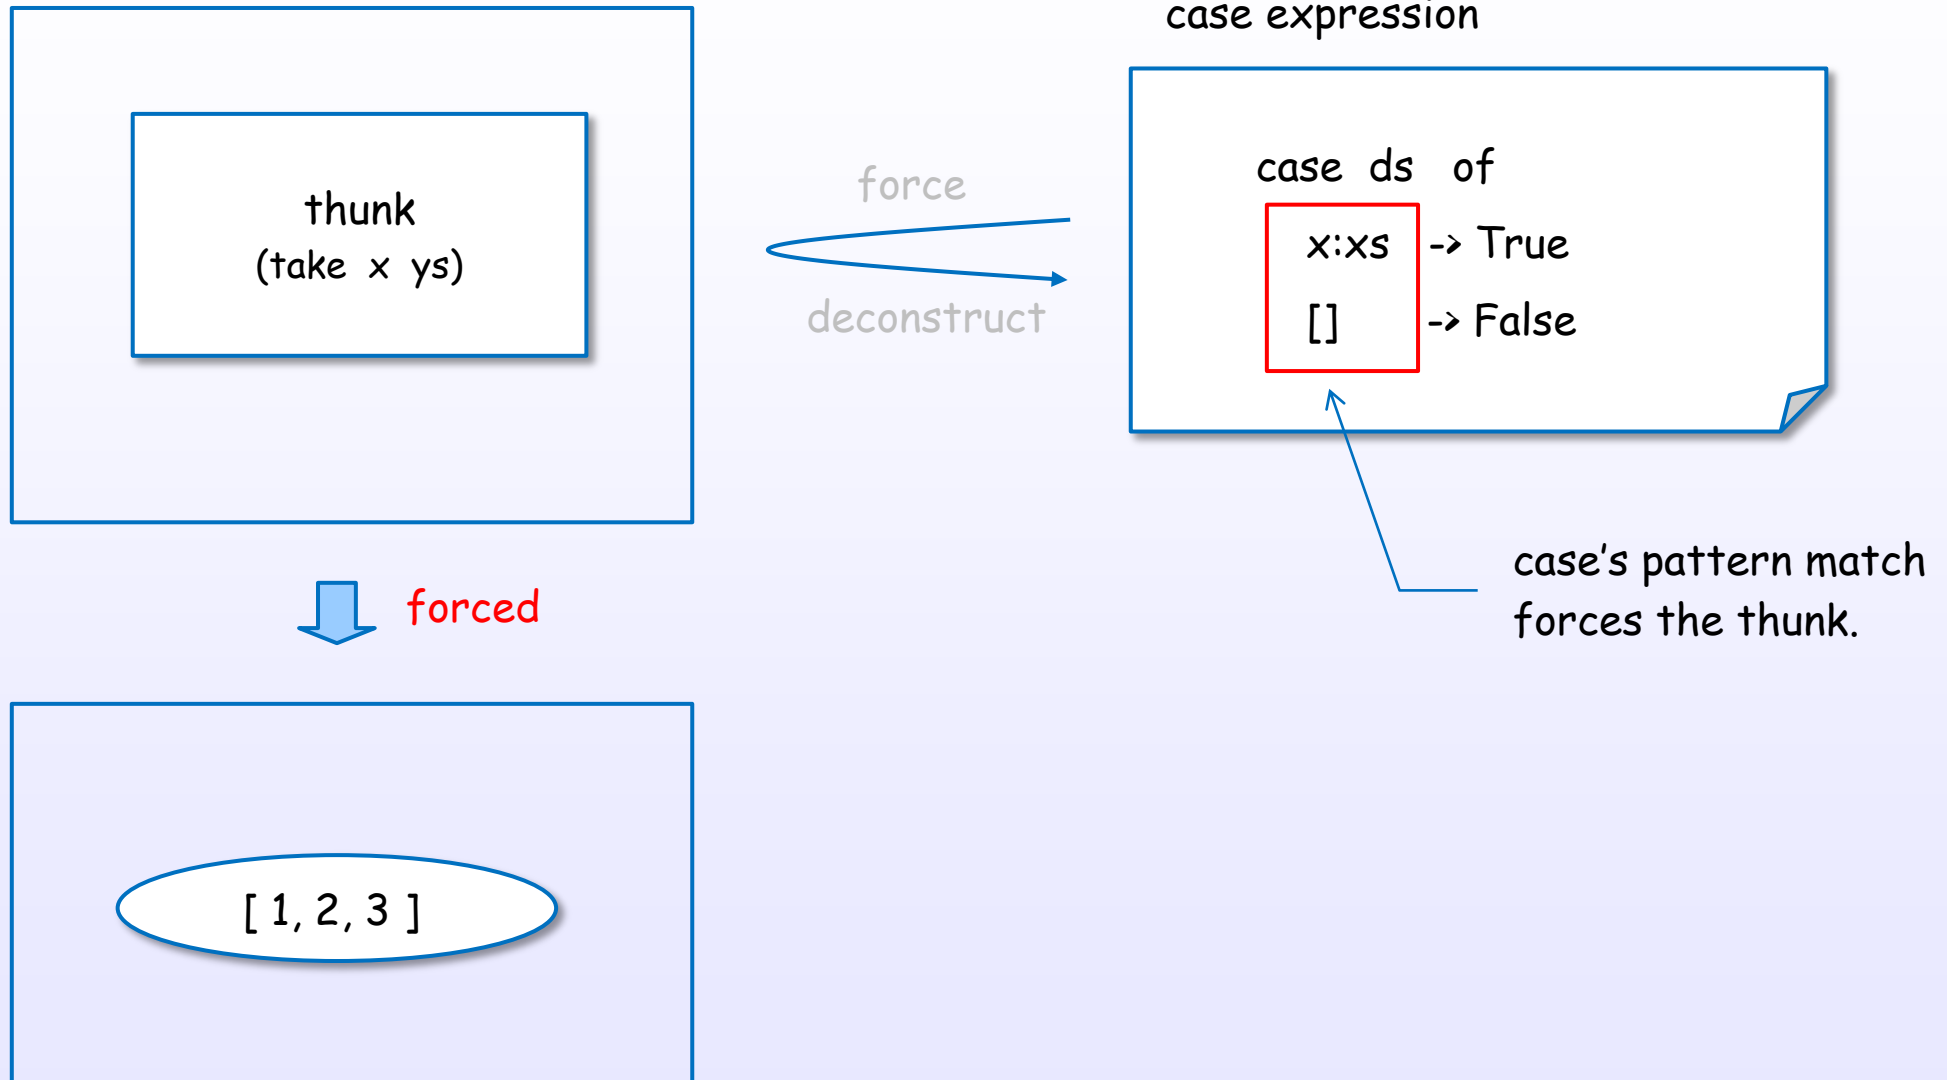 case expression
thunk
(take x ys)
force
deconstruct
case ds of
x:xs -> True
[] -> False
case's pattern match
forces the thunk.
forced
[ 1, 2, 3 ]